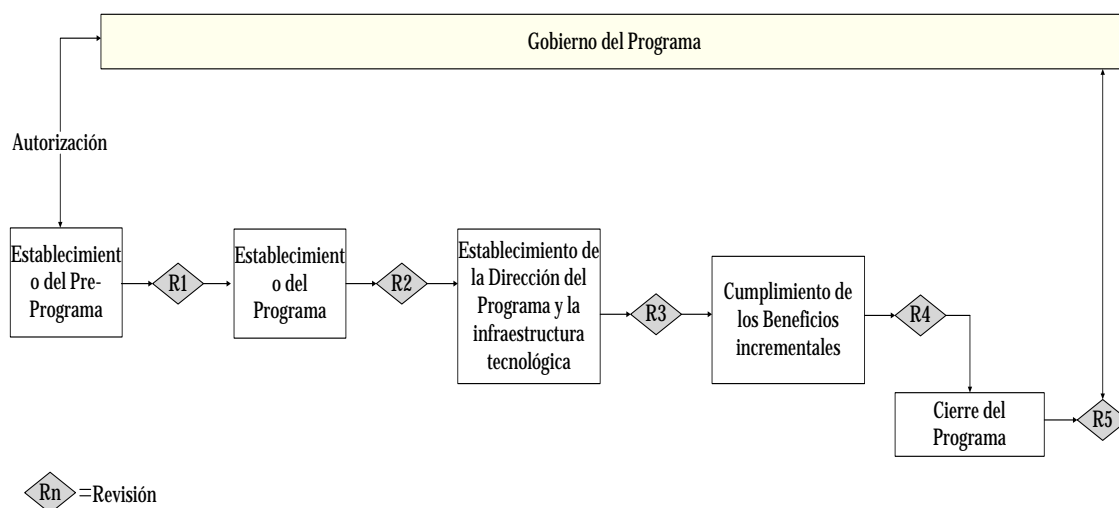 Gobierno del Programa
Autorización
Establecimient
o del Pre-
Programa
R1
Establecimient
o del
Programa
R2
Establecimiento de
la Dirección del
Programa y la
infraestructura
tecnológica
R3
Cumplimiento de
los Beneficios
incrementales
R4
Cierre del
Programa
R5
Rn =Revisión